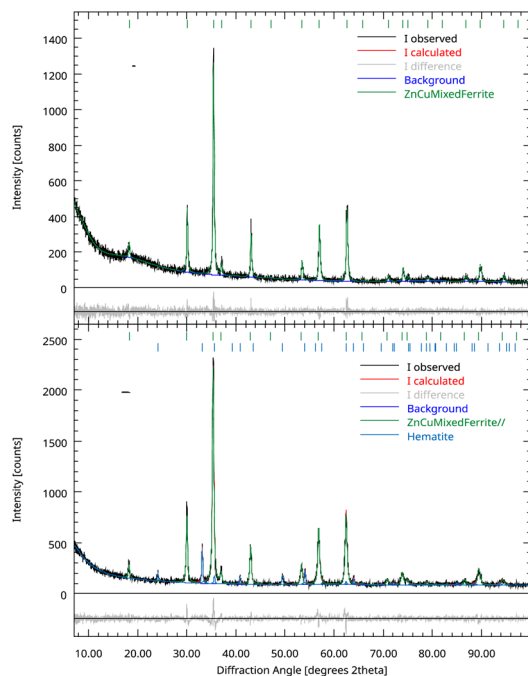 1400
1200
1000
800
600
400
200
0
Intensity [counts]
I observed
I calculated
I difference
Background
ZnCuMixedFerrite
2500
2000
1500
1000
500
0
Intensity [counts]
I observed
I calculated
I difference
Background
ZnCuMixedFerrite//
Hematite
10.00 20.00 30.00 40.00 50.00 60.00 70.00 80.00 90.00
Diffraction Angle [degrees 2theta]